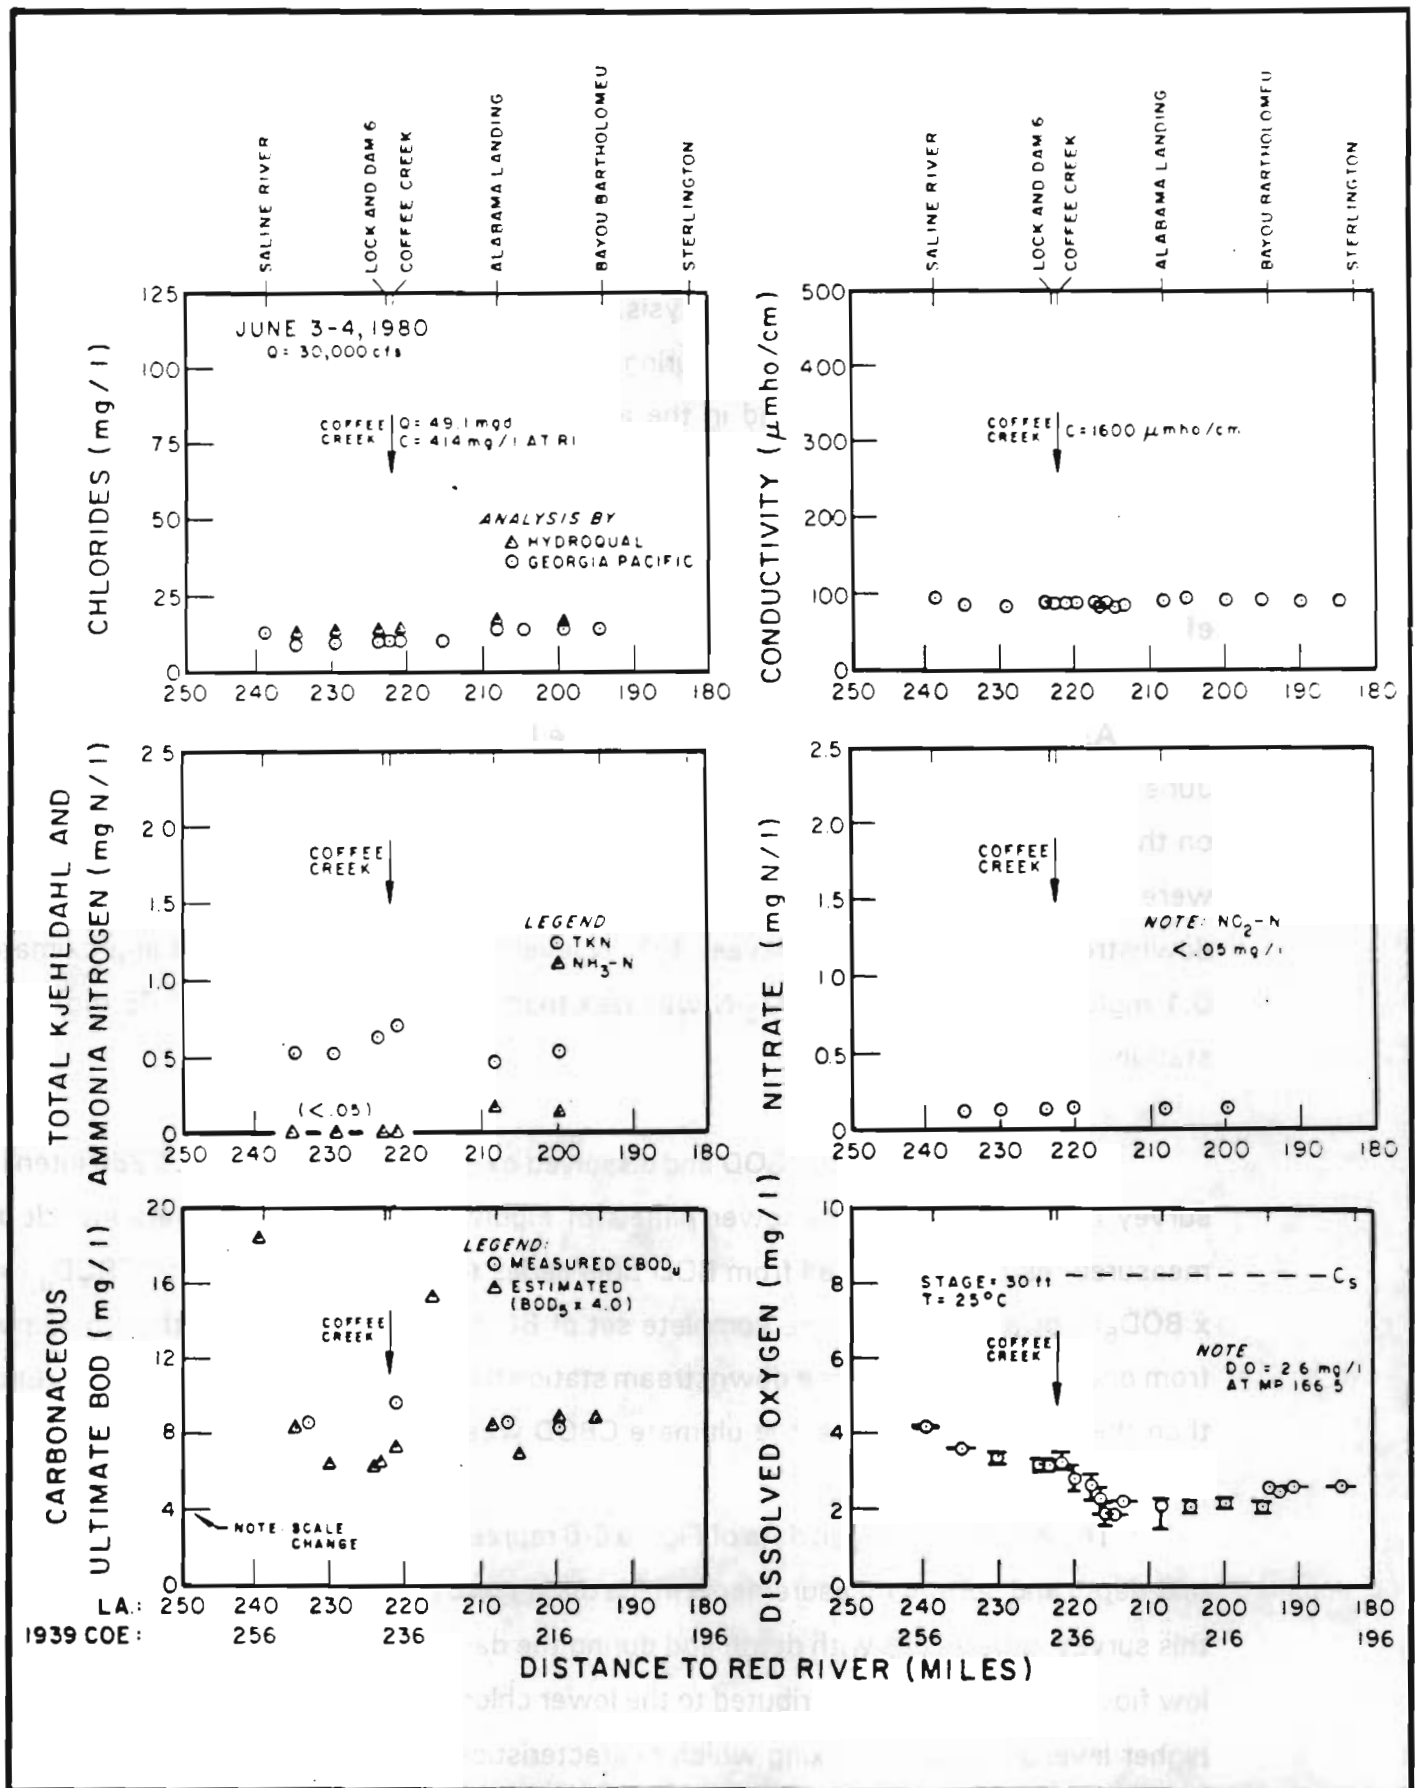 SALINE RIVER
LOCK AND DAM 6
COFFEE CREEK
ALABAMA LANDING
BAYOU BARTHOLOMEU
STERLINGTON
SALINE RIVER
LOCK AND DAM 6
COFFEE CREEK
ALABAMA LANDING
BAYOU BARTHOLOMEU
STERLINGTON
CHLORIDES (mg/l)
125
100
75
50
25
0
JUNE 3-4, 1980
Q= 30,000 cfs
COFFEE CREEK
Q= 49.1 mgd
C= 414 mg/l AT R1
ANALYSIS BY
HYDROQUAL
GEORGIA PACIFIC
250 240 230 220 210 200 190 180
CONDUCTIVITY (μmho/cm)
500
400
300
200
100
0
COFFEE CREEK
C=1600 μmho/cm
250 240 230 220 210 200 190 180
TOTAL KJEHLDAHL AND
AMMONIA NITROGEN (mg N/l)
2 5
2 0
1.5
1.0
0.5
0
COFFEE
CREEK
LEGEND
TKN
NH3-N
(<.05)
250 240 230 220 210 200 190 180
NITRATE (mg N/l)
2.5
2.0
1.5
1 0
0.5
0
COFFEE
CREEK
NOTE: NO2-N
<.05 mg/l
250 240 230 220 210 200 190 180
CARBONACEOUS
ULTIMATE BOD (mg/l)
20
16
12
8
4
0
LEGEND:
MEASURED CBODu
ESTIMATED
(BOD5 x 4.0)
COFFEE
CREEK
NOTE: SCALE
CHANGE
LA.: 250 240 230 220 210 200 190 180
1939 COE: 256 236 216 196
DISSOLVED OXYGEN (mg/l)
10
8
6
4
2
0
STAGE = 30 ft
T= 25°C
Cs
COFFEE
CREEK
NOTE
D O = 2 6 mg/l
AT MP 166 5
250 240 230 220 210 200 190 180
256 236 216 196
DISTANCE TO RED RIVER (MILES)